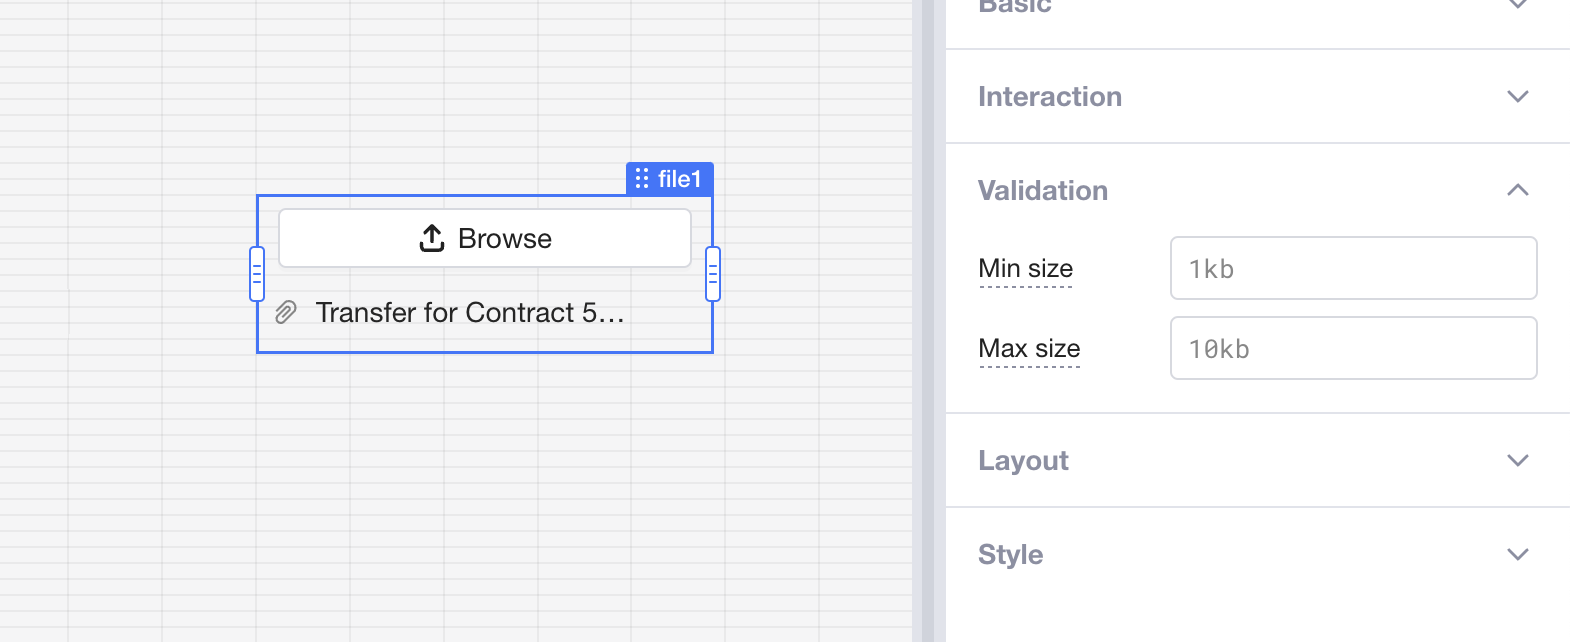 Basic
Interaction
file1
Validation
Browse
Min size
1kb
Transfer for Contract 5...
Max size
10kb
Layout
Style